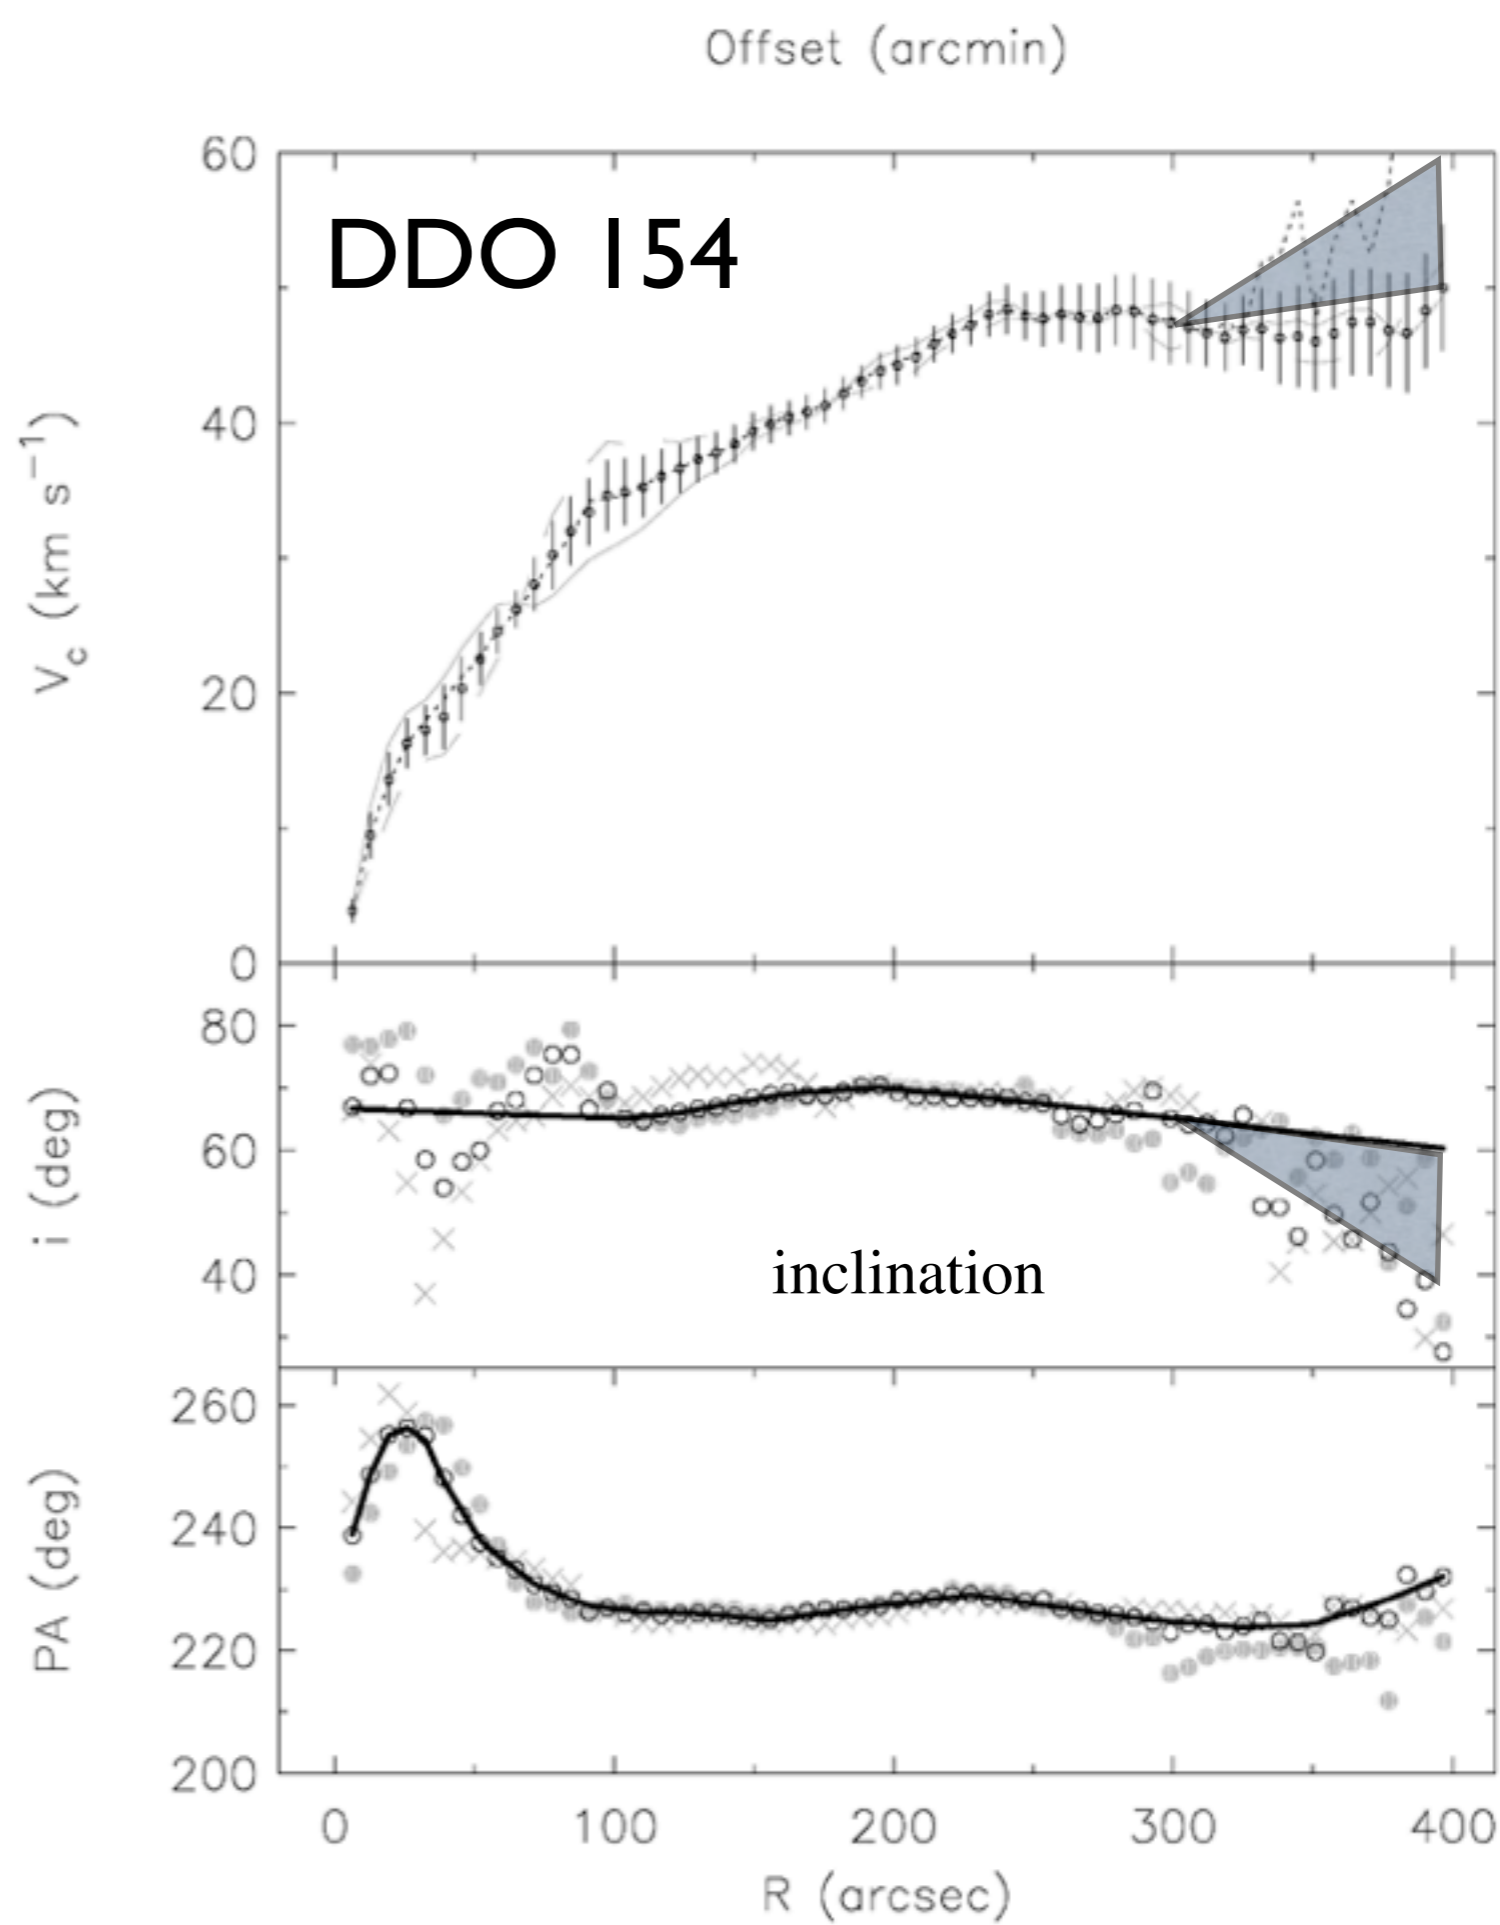 Offset (arcmin)
60
DDO 154
40
V_c (km s^−1)
20
0
80
60
i (deg)
40
inclination
260
240
PA (deg)
220
200
0 100 200 300 400
R (arcsec)